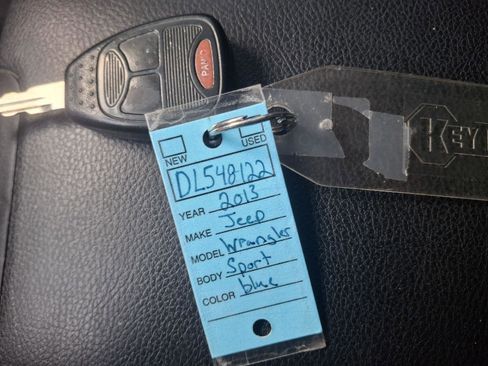 PANIC
NEW USED
DL548122
YEAR 2013
MAKE Jeep
MODEL Wrangler
BODY Sport
COLOR blue
KEY